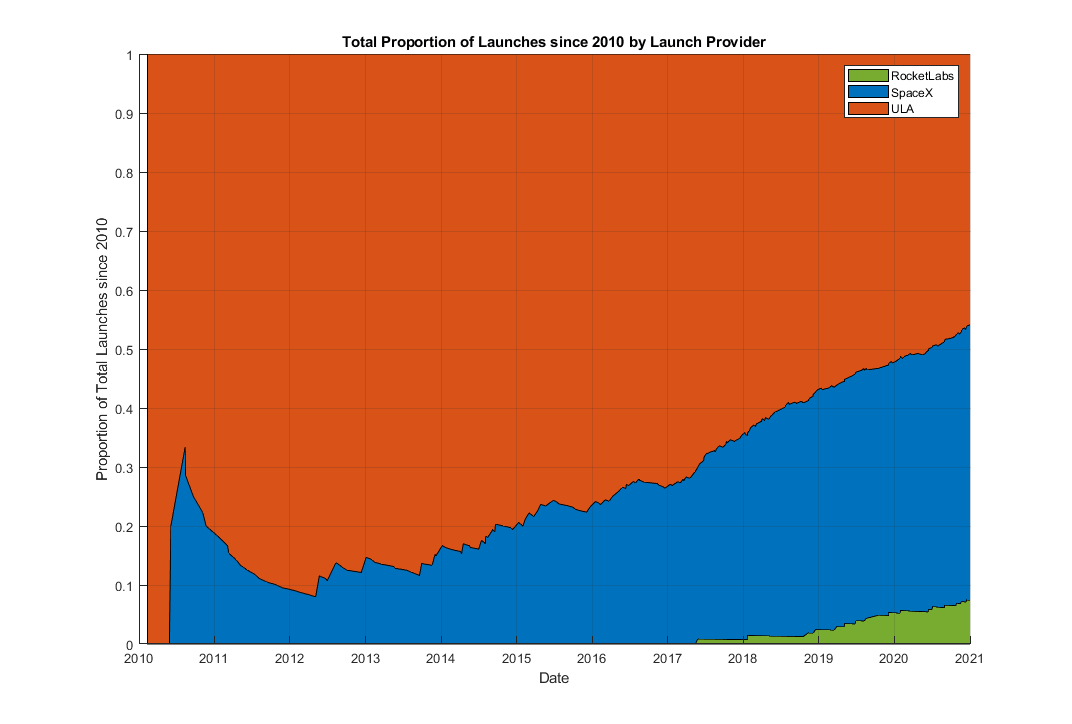 Total Proportion of Launches since 2010 by Launch Provider
RocketLabs
SpaceX
ULA
Proportion of Total Launches since 2010
1
0.9
0.8
0.7
0.6
0.5
0.4
0.3
0.2
0.1
0
2010 2011 2012 2013 2014 2015 2016 2017 2018 2019 2020 2021
Date